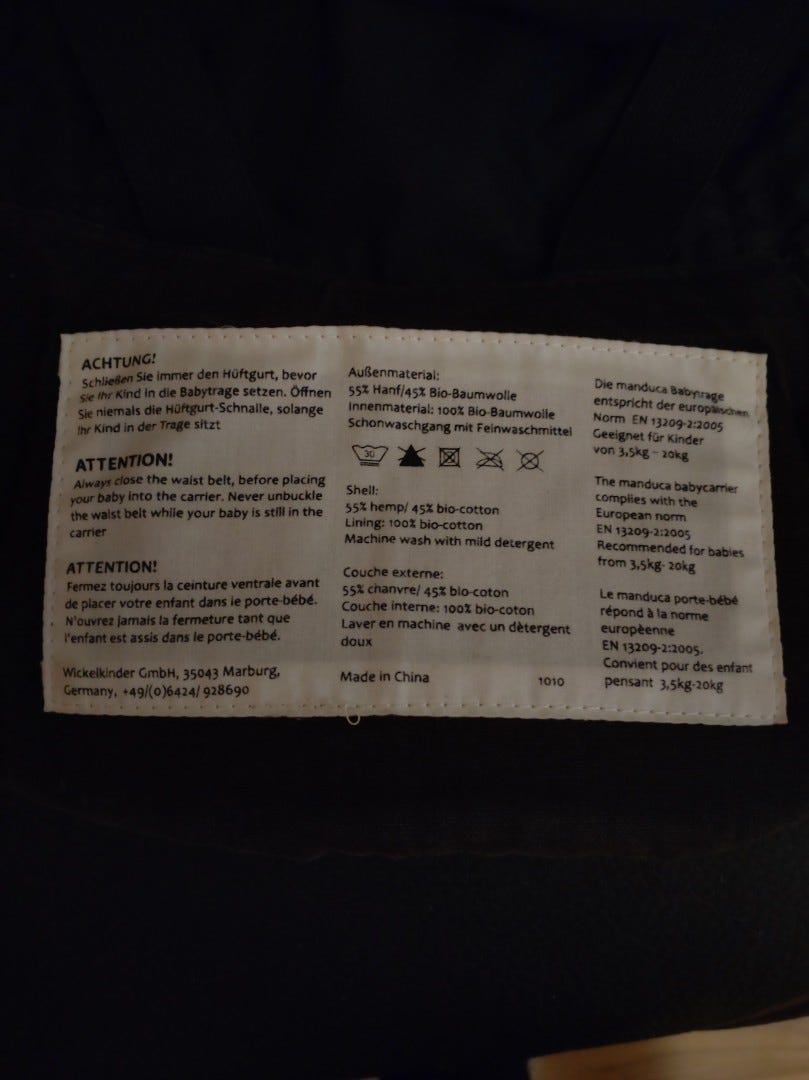 ACHTUNG!
Schließen Sie immer den Hüftgurt, bevor
Sie Ihr Kind in die Babytrage setzen. Öffnen
Sie niemals die Hüftgurt-Schnalle, solange
Ihr Kind in der Trage sitzt
ATTENTION!
Always close the waist belt, before placing
your baby into the carrier. Never unbuckle
the waist belt while your baby is still in the
carrier
ATTENTION!
Fermez toujours la ceinture ventrale avant
de placer votre enfant dans le porte-bébé.
N'ouvrez jamais la fermeture tant que
l'enfant est assis dans le porte-bébé.
Wickelkinder GmbH, 35043 Marburg,
Germany, +49/(0)6424/ 928690
Außenmaterial:
55% Hanf/45% Bio-Baumwolle
Innenmaterial: 100% Bio-Baumwolle
Schonwaschgang mit Feinwaschmittel
30
Shell:
55% hemp/ 45% bio-cotton
Lining: 100% bio-cotton
Machine wash with mild detergent
Couche externe:
55% chanvre/ 45% bio-coton
Couche interne: 100% bio-coton
Laver en machine avec un dètergent
doux
Made in China
1010
Die manduca Babytrage
entspricht der europäischen
Norm EN 13209-2:2005
Geeignet für Kinder
von 3,5kg - 20kg
The manduca babycarrier
complies with the
European norm
EN 13209-2:2005
Recommended for babies
from 3,5kg- 20kg
Le manduca porte-bébé
répond à la norme
europèenne
EN 13209-2:2005.
Convient pour des enfant
pensant 3,5kg-20kg